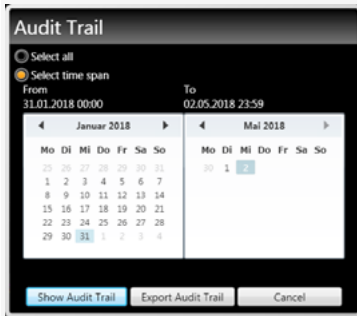 Audit Trail
Select all
Select time span
From To
31.01.2018 00:00 02.05.2018 23:59
Januar 2018 Mai 2018
Mo Di Mi Do Fr Sa So Mo Di Mi Do Fr Sa So
25 26 27 28 29 30 31 30 1 2
1 2 3 4 5 6 7
8 9 10 11 12 13 14
15 16 17 18 19 20 21
22 23 24 25 26 27 28
29 30 31 1 2 3 4
Show Audit Trail Export Audit Trail Cancel